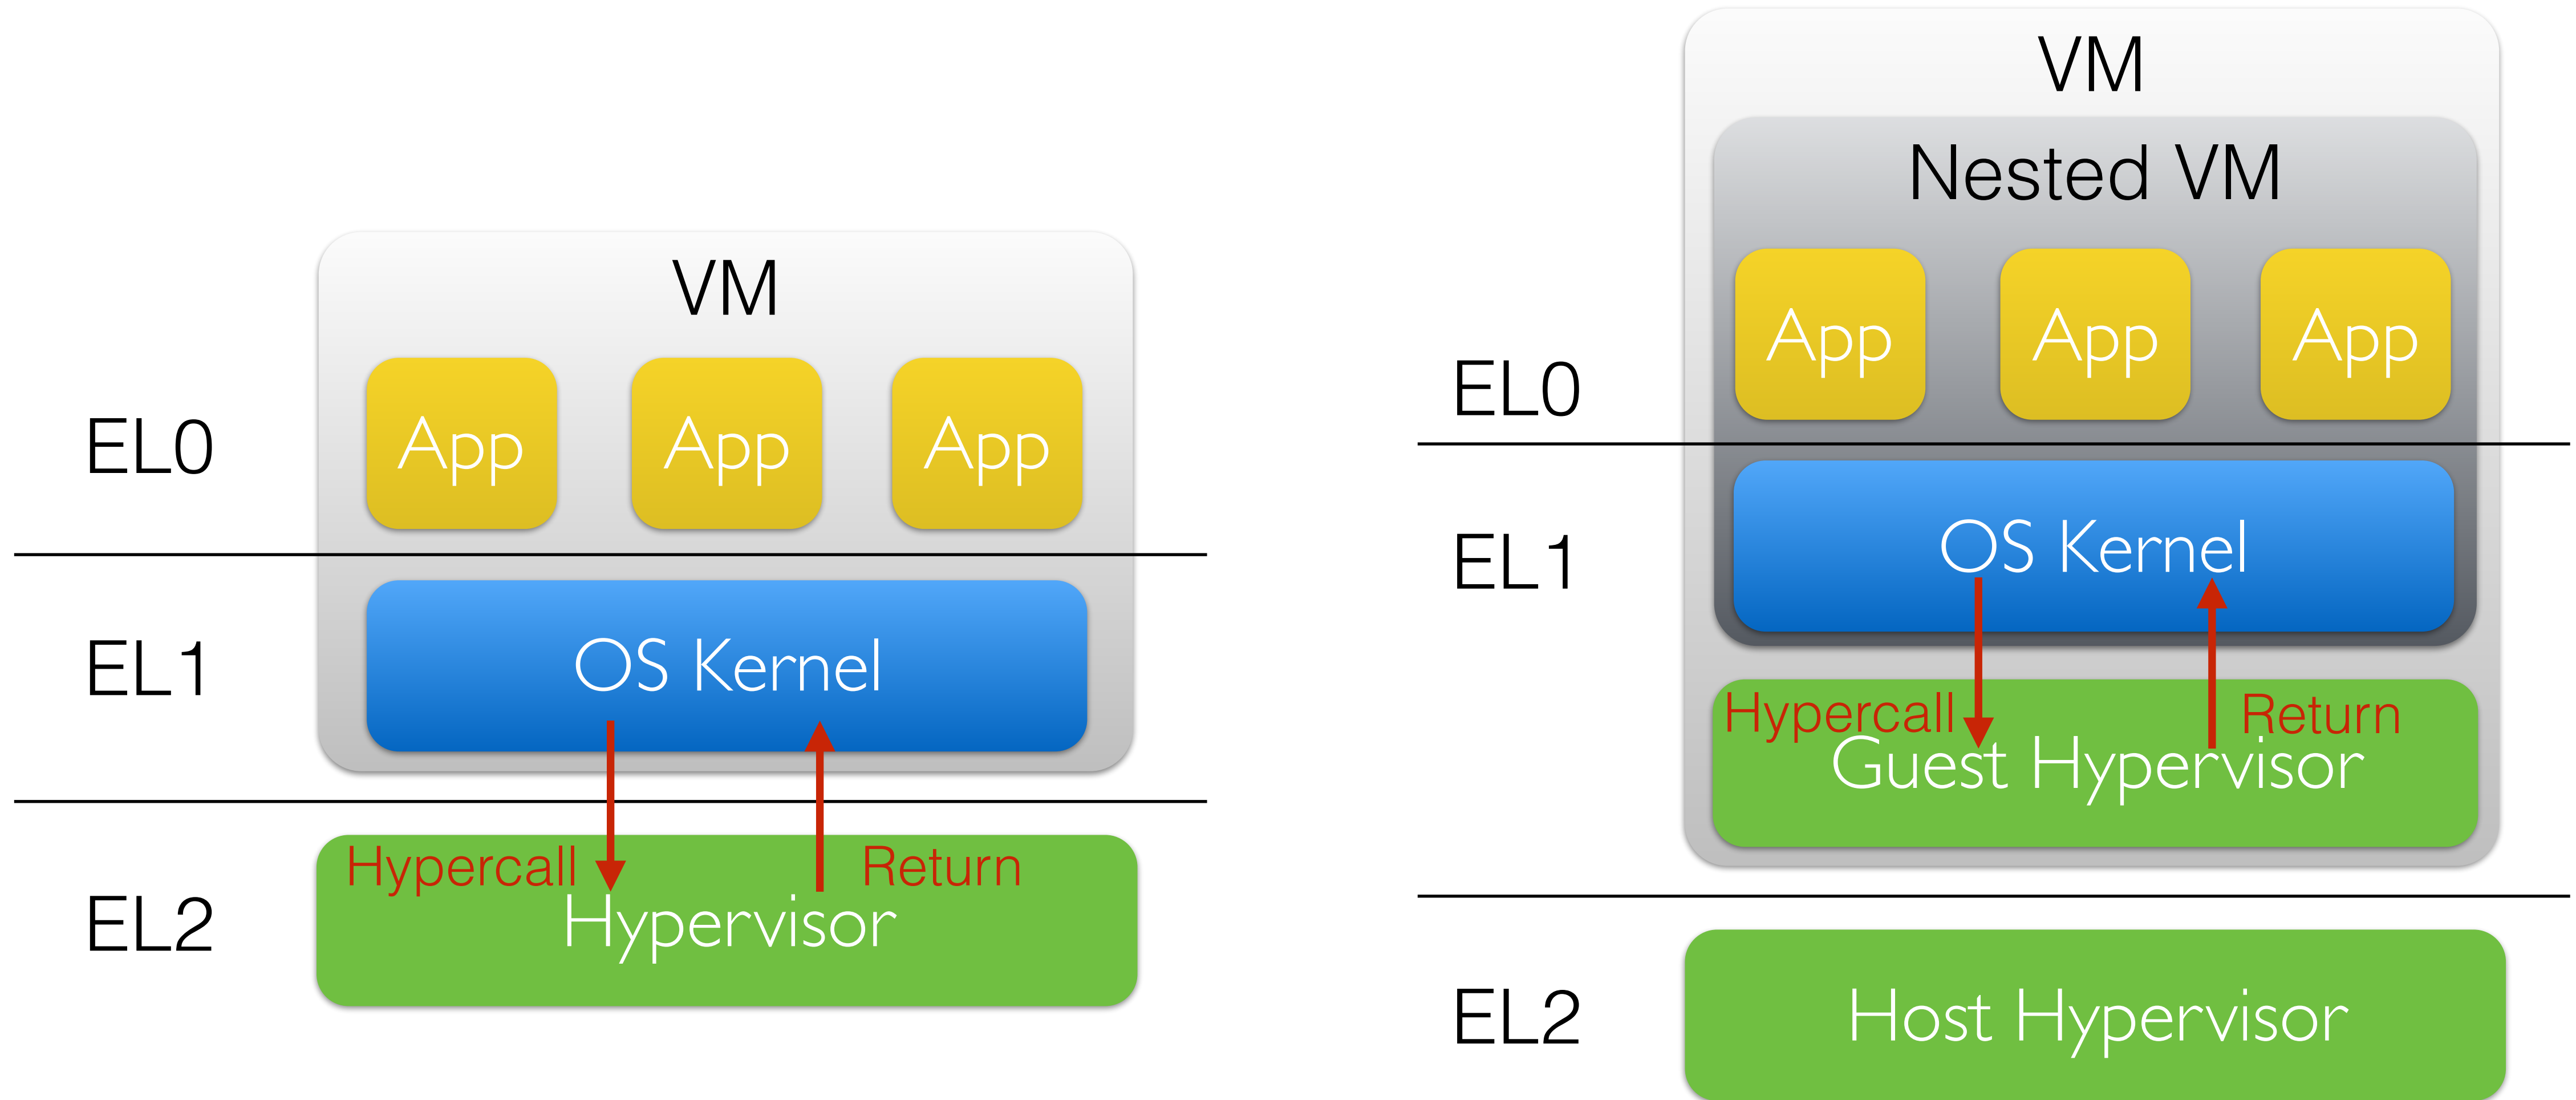 VM
EL0
App
App
App
EL1
OS Kernel
Hypercall
Return
EL2
Hypervisor
VM
Nested VM
EL0
App
App
App
EL1
OS Kernel
Hypercall
Return
Guest Hypervisor
EL2
Host Hypervisor